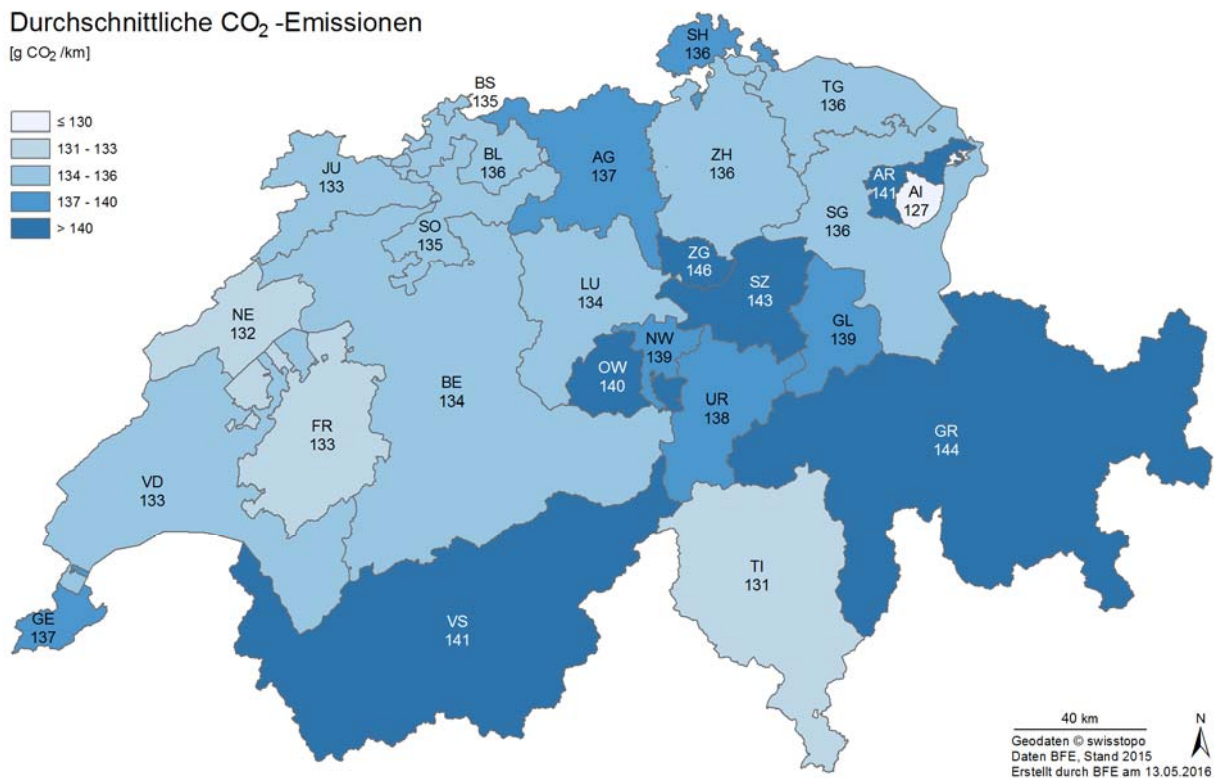 Durchschnittliche CO₂ -Emissionen
[g CO₂ /km]
≤ 130
131 - 133
134 - 136
137 - 140
> 140
SH
136
BS
135
TG
136
BL
136
AG
137
ZH
136
JU
133
AR
141
AI
127
SO
135
SG
136
ZG
146
SZ
143
LU
134
NE
132
GL
139
NW
139
OW
140
BE
134
UR
138
FR
133
GR
144
VD
133
TI
131
GE
137
VS
141
40 km
N
Geodaten © swisstopo
Daten BFE, Stand 2015
Erstellt durch BFE am 13.05.2016